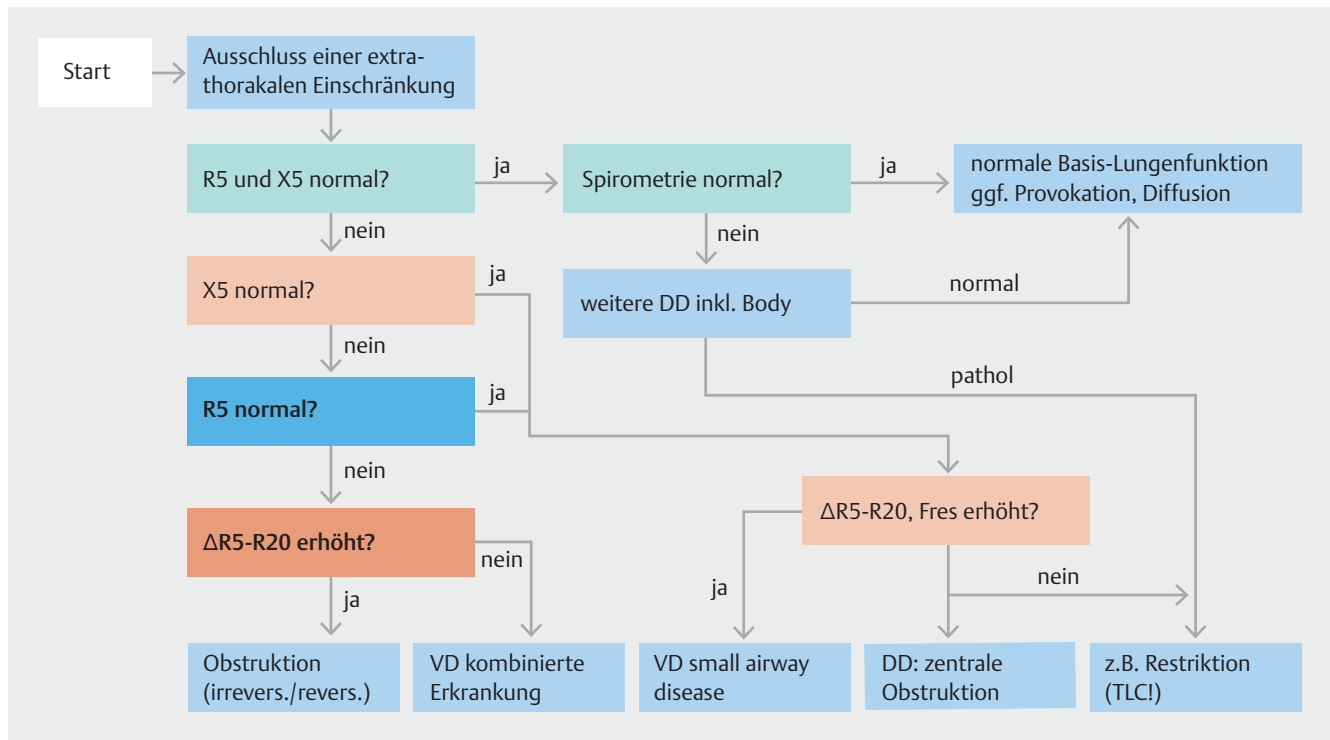 Start
Ausschluss einer extra-
thorakalen Einschränkung
R5 und X5 normal?
ja
Spirometrie normal?
ja
normale Basis-Lungenfunktion
ggf. Provokation, Diffusion
nein
nein
X5 normal?
ja
weitere DD inkl. Body
normal
nein
pathol
R5 normal?
ja
nein
ΔR5-R20, Fres erhöht?
ΔR5-R20 erhöht?
nein
ja
nein
ja
Obstruktion
(irrevers./revers.)
VD kombinierte
Erkrankung
VD small airway
disease
DD: zentrale
Obstruktion
z.B. Restriktion
(TLC!)